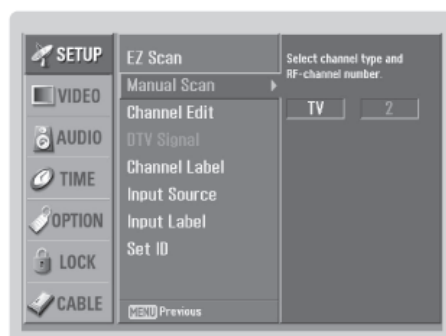 SETUP
VIDEO
AUDIO
TIME
OPTION
LOCK
CABLE
EZ Scan
Manual Scan
Channel Edit
DTV Signal
Channel Label
Input Source
Input Label
Set ID
MENU Previous
Select channel type and
RF-channel number.
TV 2